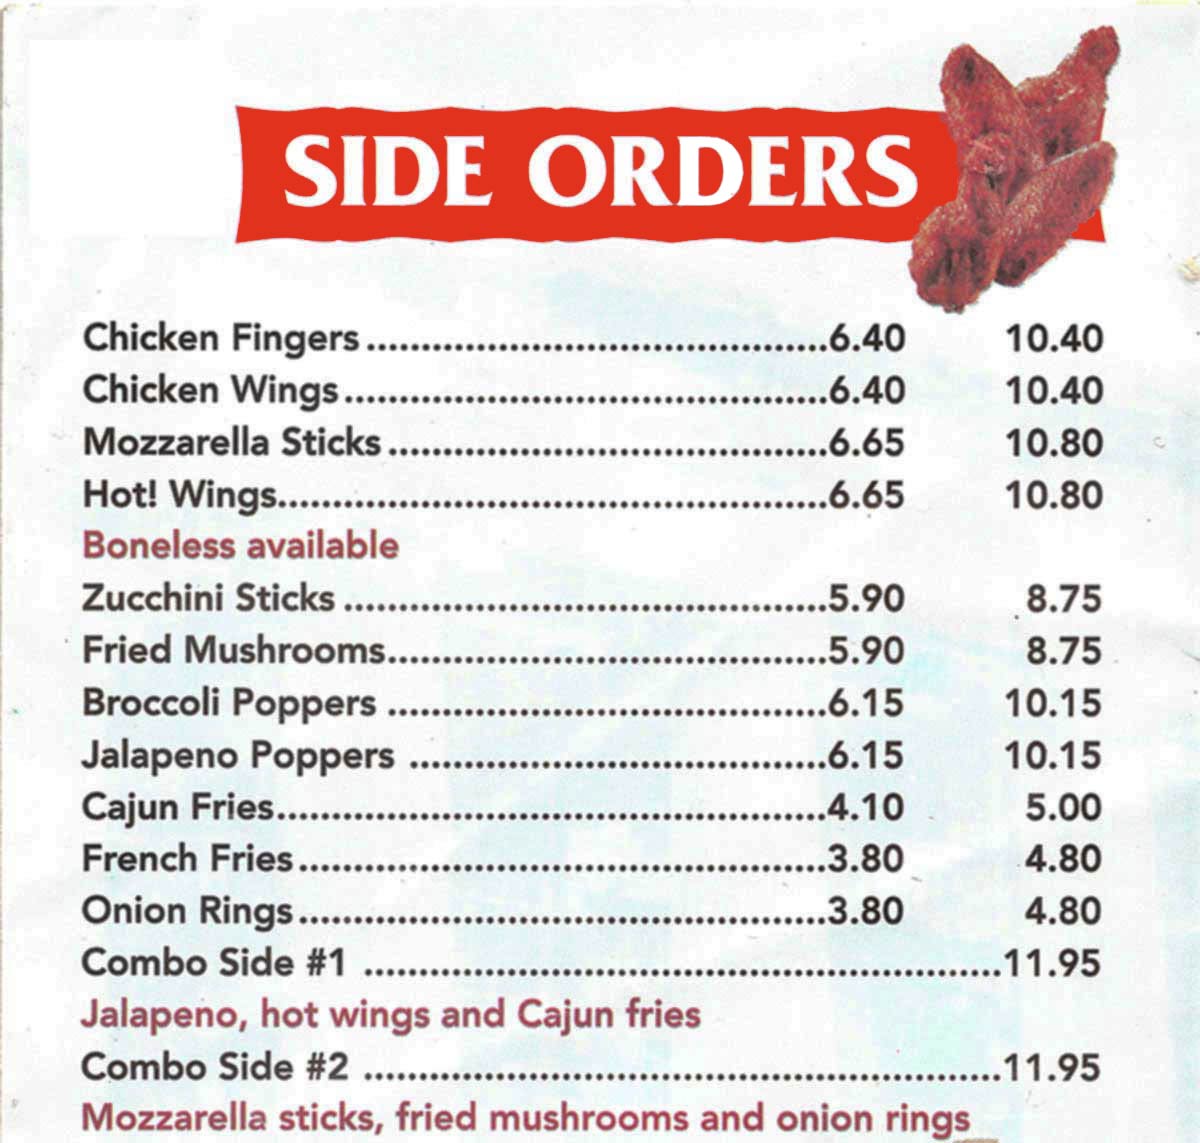 SIDE ORDERS
Chicken Fingers....................................6.40 10.40
Chicken Wings.....................................6.40 10.40
Mozzarella Sticks..................................6.65 10.80
Hot! Wings..........................................6.65 10.80
Boneless available
Zucchini Sticks.....................................5.90 8.75
Fried Mushrooms..................................5.90 8.75
Broccoli Poppers..................................6.15 10.15
Jalapeno Poppers................................6.15 10.15
Cajun Fries..........................................4.10 5.00
French Fries........................................3.80 4.80
Onion Rings........................................3.80 4.80
Combo Side #1.................................................11.95
Jalapeno, hot wings and Cajun fries
Combo Side #2.................................................11.95
Mozzarella sticks, fried mushrooms and onion rings